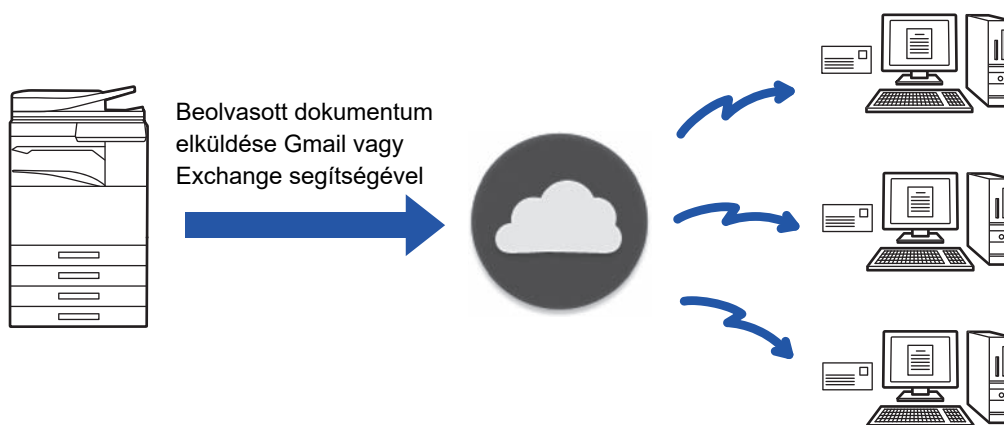 Beolvasott dokumentum
elküldése Gmail vagy
Exchange segítségével